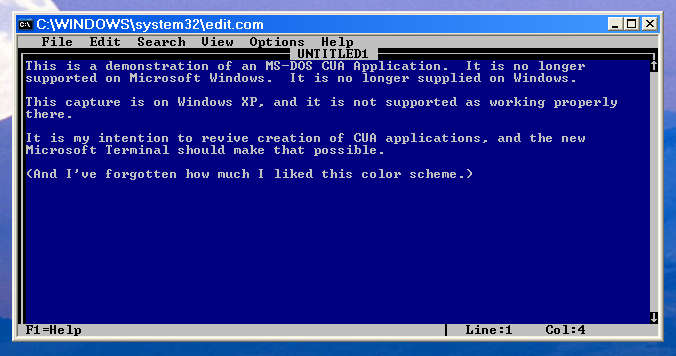 C:\ C:\WINDOWS\system32\edit.com
File Edit Search View Options Help
UNTITLED1
This is a demonstration of an MS-DOS CUA Application. It is no longer
supported on Microsoft Windows. It is no longer supplied on Windows.
This capture is on Windows XP, and it is not supported as working properly
there.
It is my intention to revive creation of CUA applications, and the new
Microsoft Terminal should make that possible.
(And I've forgotten how much I liked this color scheme.)
F1=Help Line:1 Col:4